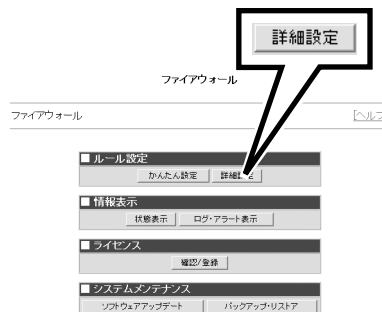 詳細設定
ファイアウォール
ファイアウォール [ヘルプ
■ ルール設定
かんたん設定 詳細設定
■ 情報表示
状態表示 ログ・アラート表示
■ ライセンス
確認/登録
■ システムメンテナンス
ソフトウェアアップデート バックアップ・リストア